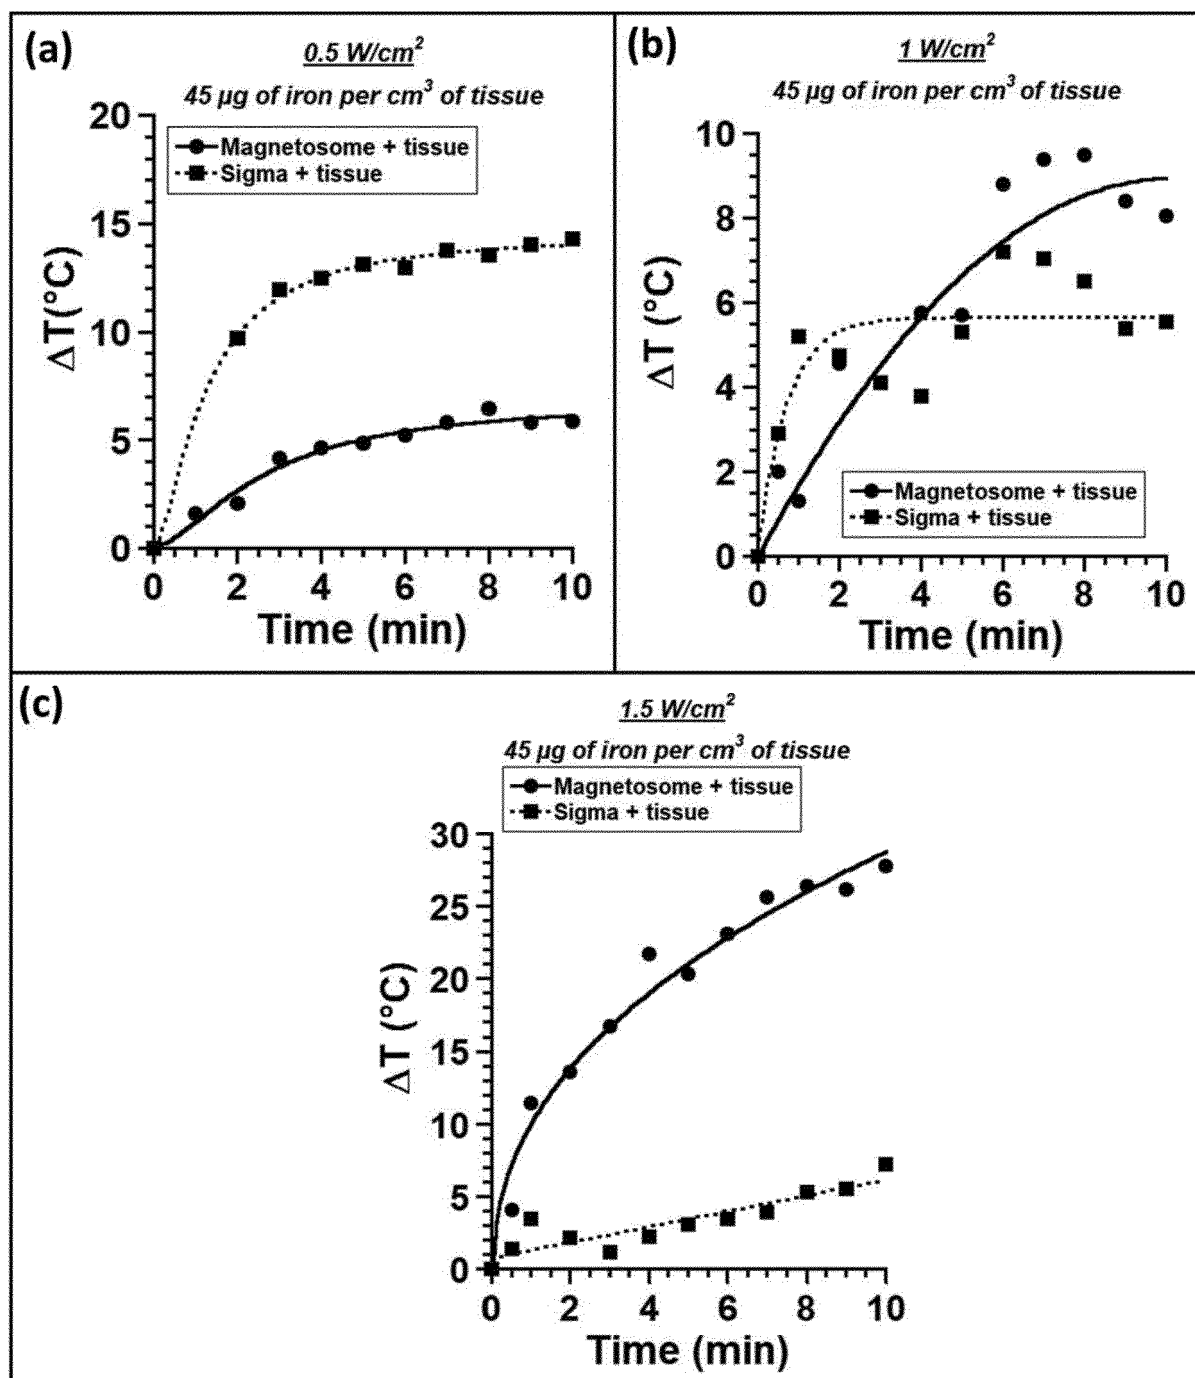 (a)
0.5 W/cm²
45 µg of iron per cm³ of tissue
Magnetosome + tissue
Sigma + tissue
20
15
10
5
0
ΔT(°C)
0 2 4 6 8 10
Time (min)
(b)
1 W/cm²
45 µg of iron per cm³ of tissue
10
8
6
4
2
0
ΔT (°C)
Magnetosome + tissue
Sigma + tissue
0 2 4 6 8 10
Time (min)
(c)
1.5 W/cm²
45 µg of iron per cm³ of tissue
Magnetosome + tissue
Sigma + tissue
30
25
20
15
10
5
0
ΔT (°C)
0 2 4 6 8 10
Time (min)